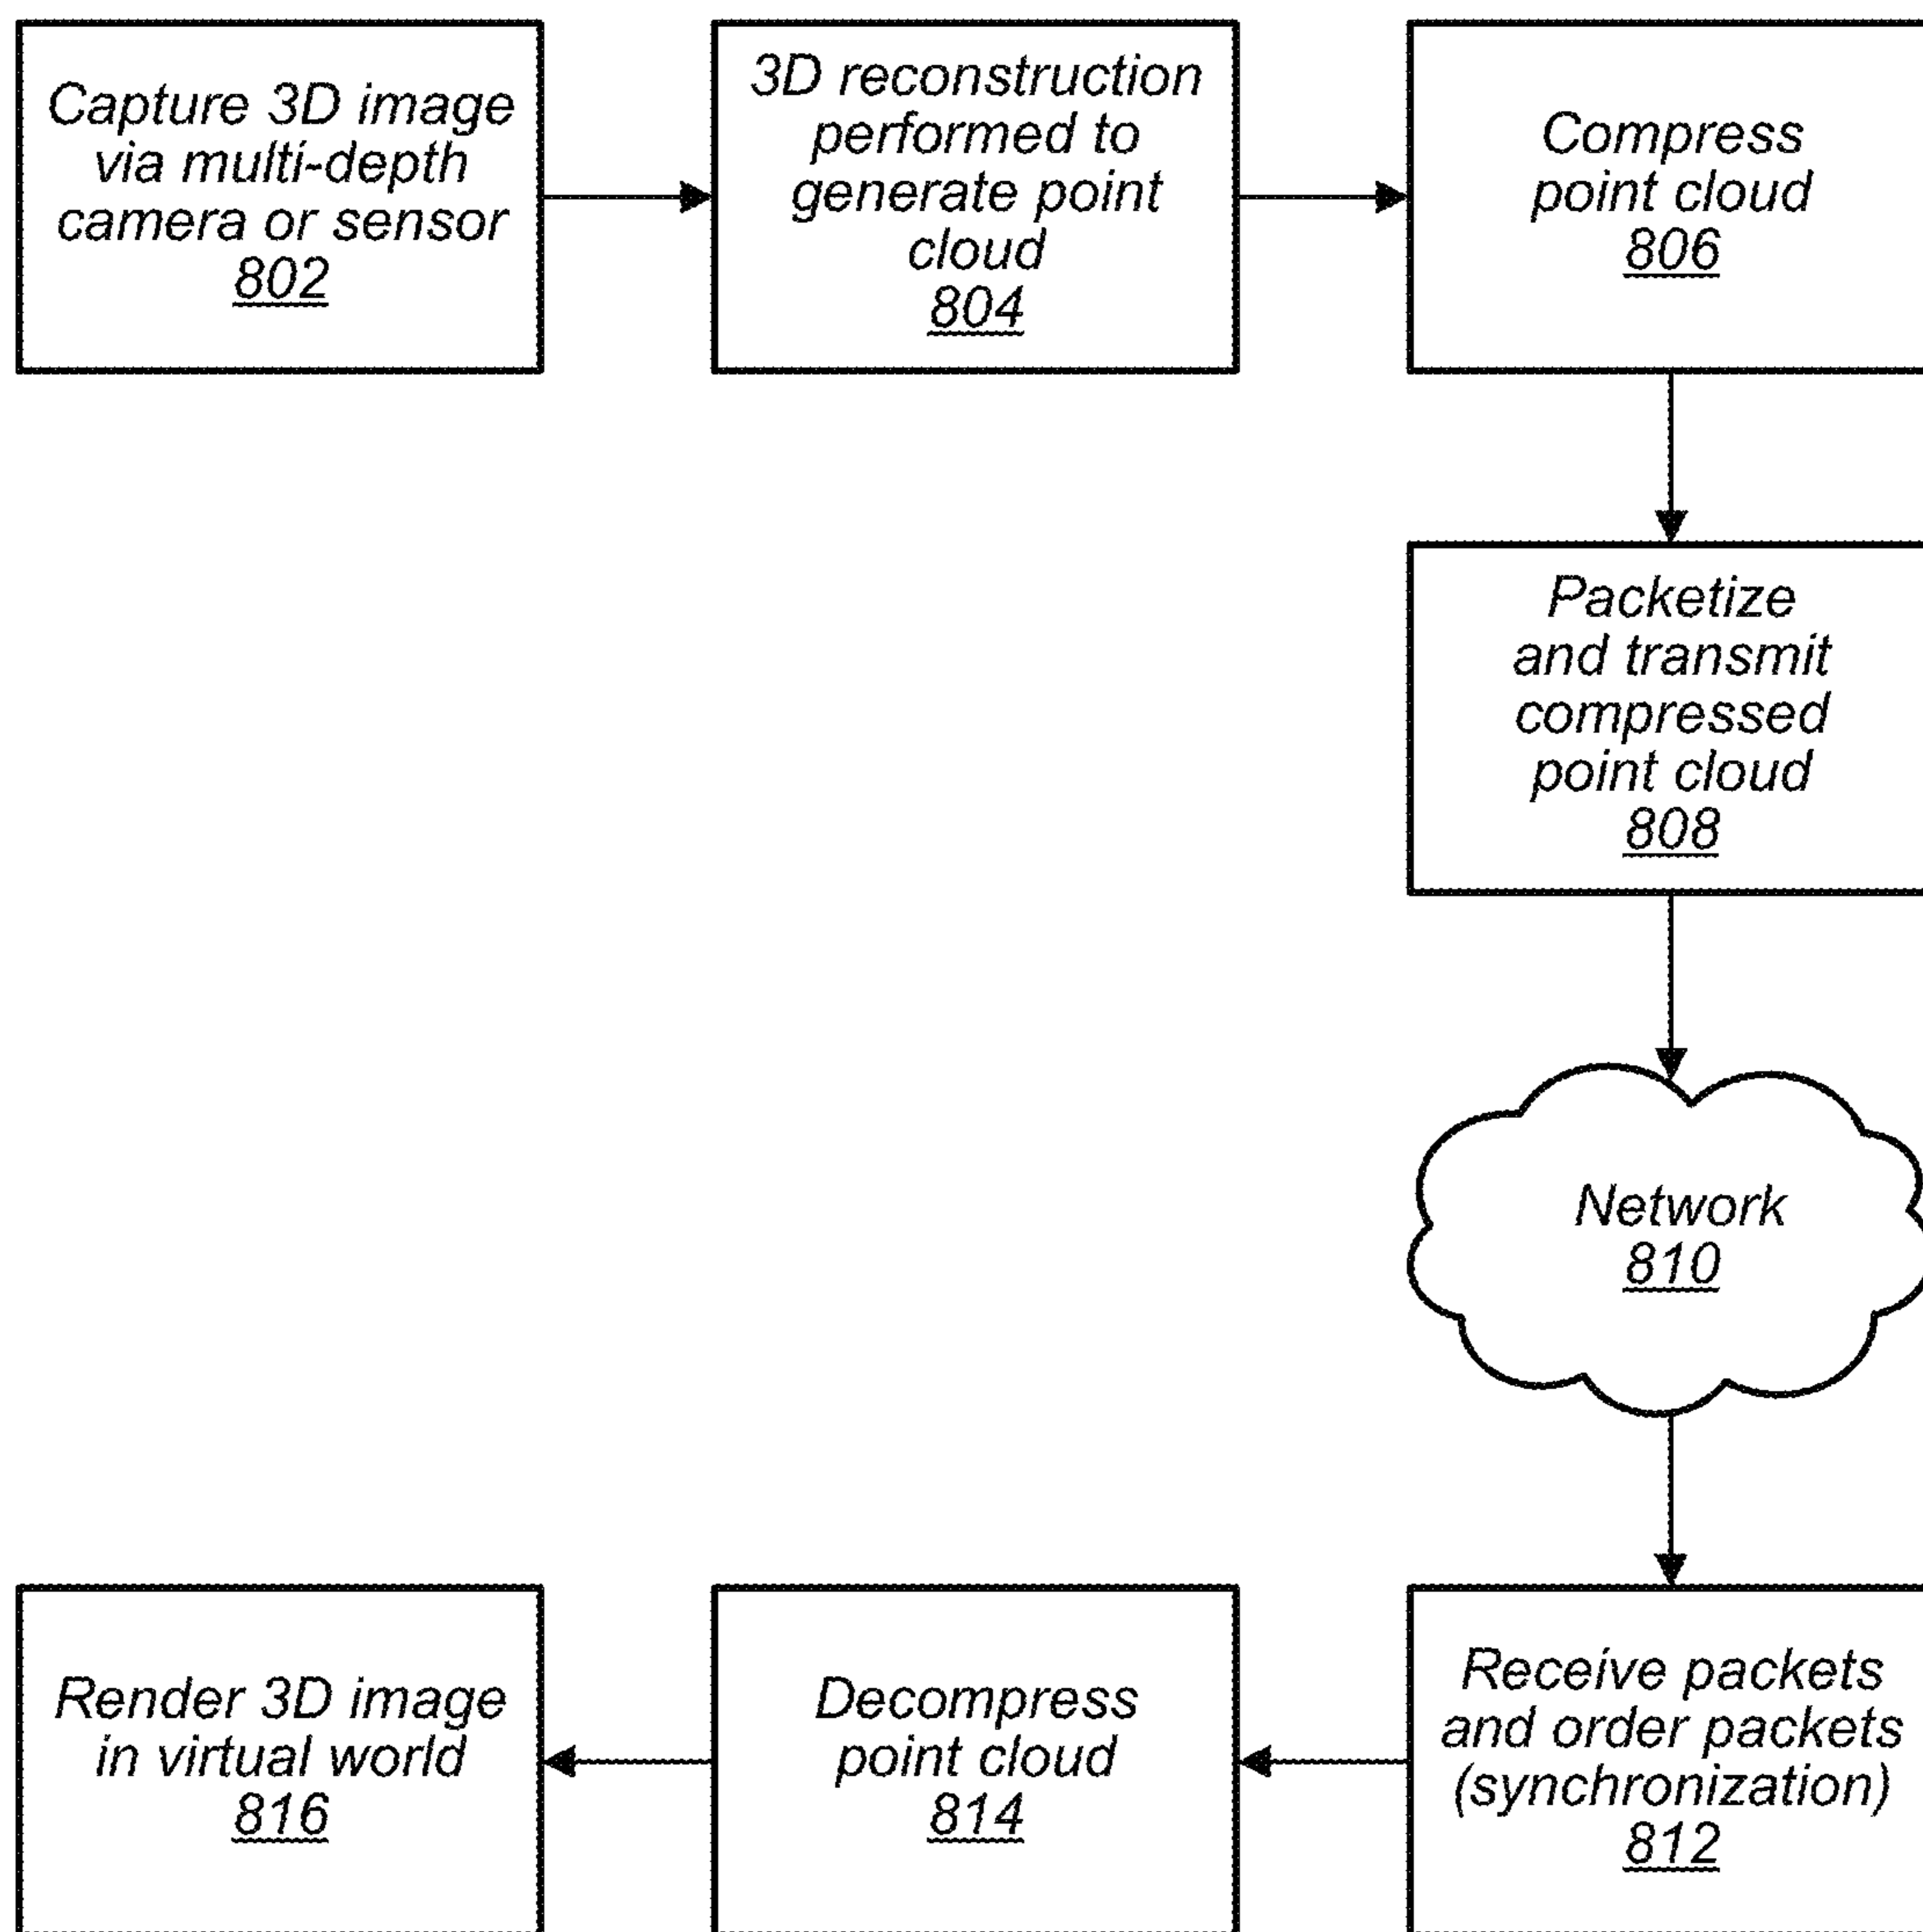 Capture 3D image
via multi-depth
camera or sensor
802
3D reconstruction
performed to
generate point
cloud
804
Compress
point cloud
806
Packetize
and transmit
compressed
point cloud
808
Network
810
Receive packets
and order packets
(synchronization)
812
Decompress
point cloud
814
Render 3D image
in virtual world
816